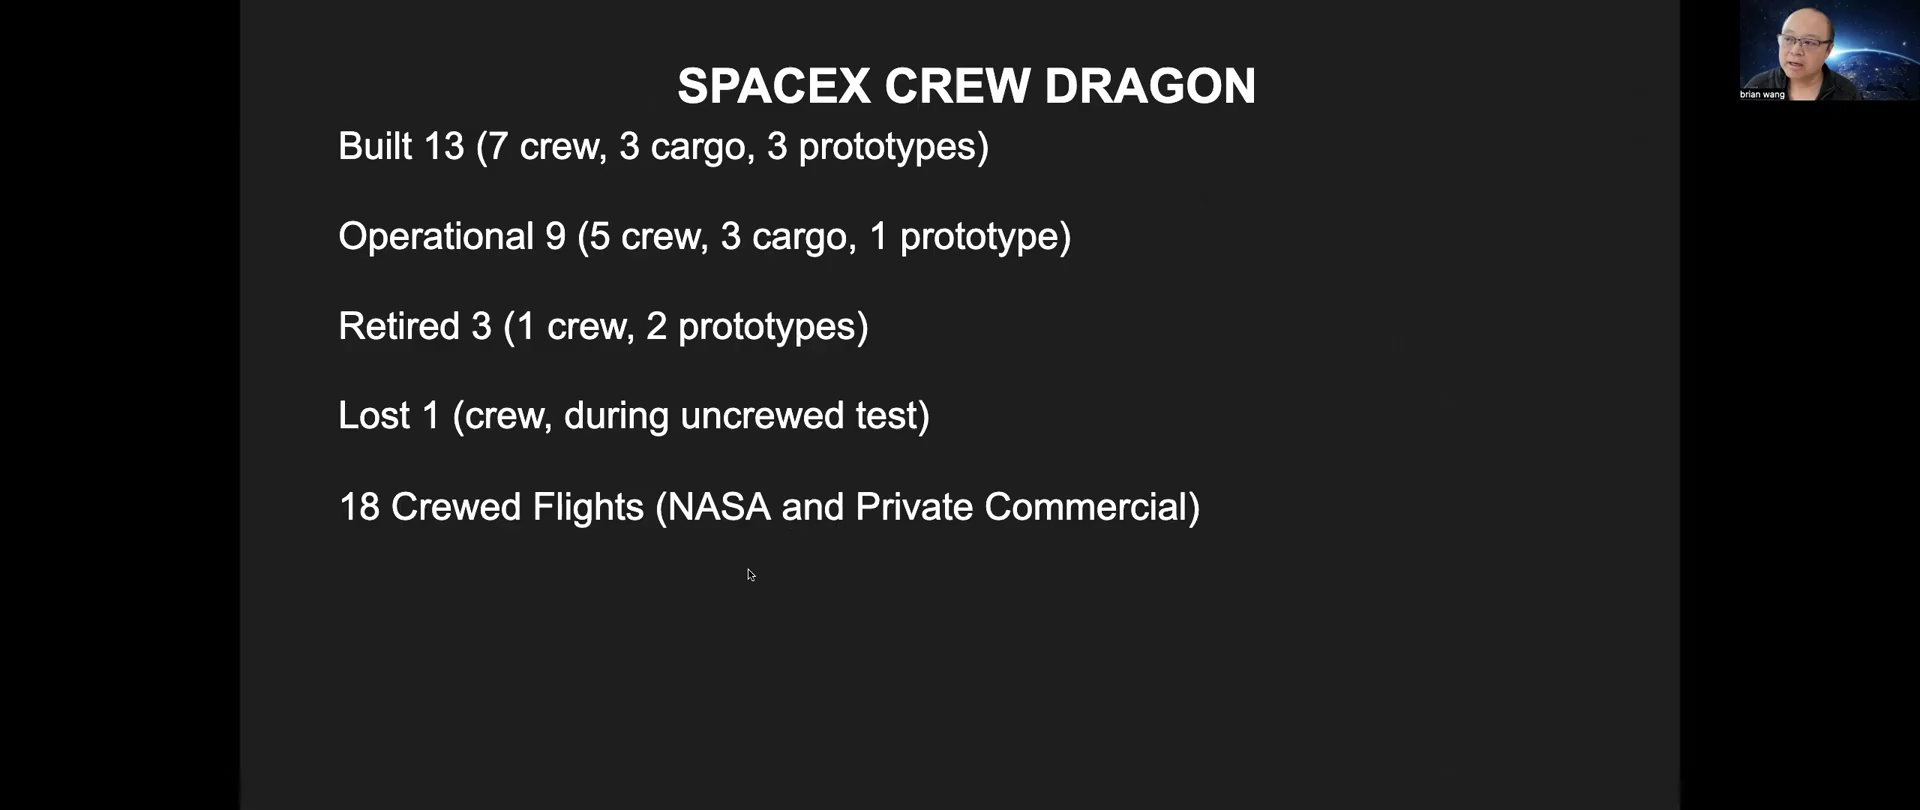 SPACEX CREW DRAGON
brian wang
Built 13 (7 crew, 3 cargo, 3 prototypes)
Operational 9 (5 crew, 3 cargo, 1 prototype)
Retired 3 (1 crew, 2 prototypes)
Lost 1 (crew, during uncrewed test)
18 Crewed Flights (NASA and Private Commercial)